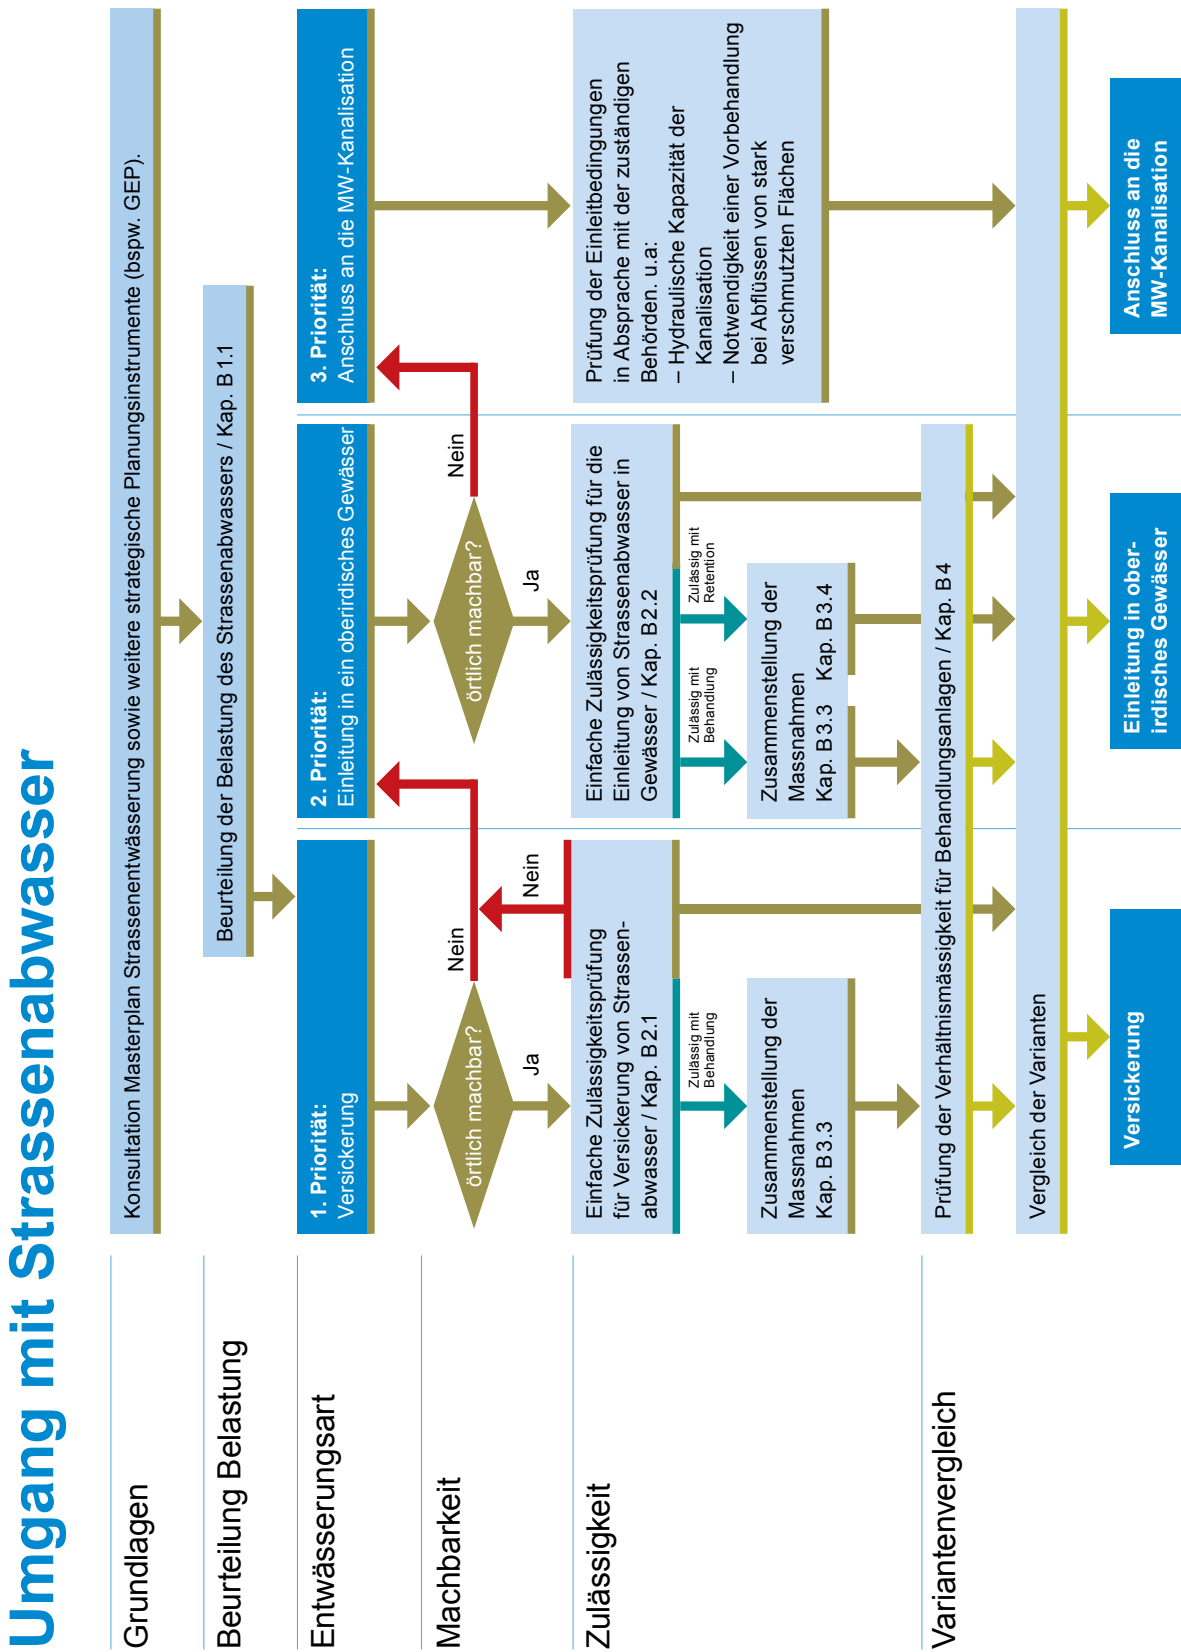 Umgang mit Strassenabwasser
Grundlagen
Konsultation Masterplan Strassenentwässerung sowie weitere strategische Planungsinstrumente (bspw. GEP).
Beurteilung Belastung
Beurteilung der Belastung des Strassenabwassers / Kap. B 1.1
Entwässerungsart
1. Priorität:
Versickerung
2. Priorität:
Einleitung in ein oberirdisches Gewässer
3. Priorität:
Anschluss an die MW-Kanalisation
Machbarkeit
örtlich machbar?
Nein
Ja
örtlich machbar?
Nein
Ja
Nein
Zulässigkeit
Einfache Zulässigkeitsprüfung
für Versickerung von Strassen-
abwasser / Kap. B 2.1
Einfache Zulässigkeitsprüfung für die
Einleitung von Strassenabwasser in
Gewässer / Kap. B 2.2
Prüfung der Einleitbedingungen
in Absprache mit der zuständigen
Behörden. u.a:
– Hydraulische Kapazität der
Kanalisation
– Notwendigkeit einer Vorbehandlung
bei Abflüssen von stark
verschmutzten Flächen
Zulässig mit
Behandlung
Zulässig mit
Behandlung
Zulässig mit
Retention
Zusammenstellung der
Massnahmen
Kap. B 3.3
Zusammenstellung der
Massnahmen
Kap. B 3.3 Kap. B 3.4
Variantenvergleich
Prüfung der Verhältnismässigkeit für Behandlungsanlagen / Kap. B 4
Vergleich der Varianten
Versickerung
Einleitung in ober-
irdisches Gewässer
Anschluss an die
MW-Kanalisation